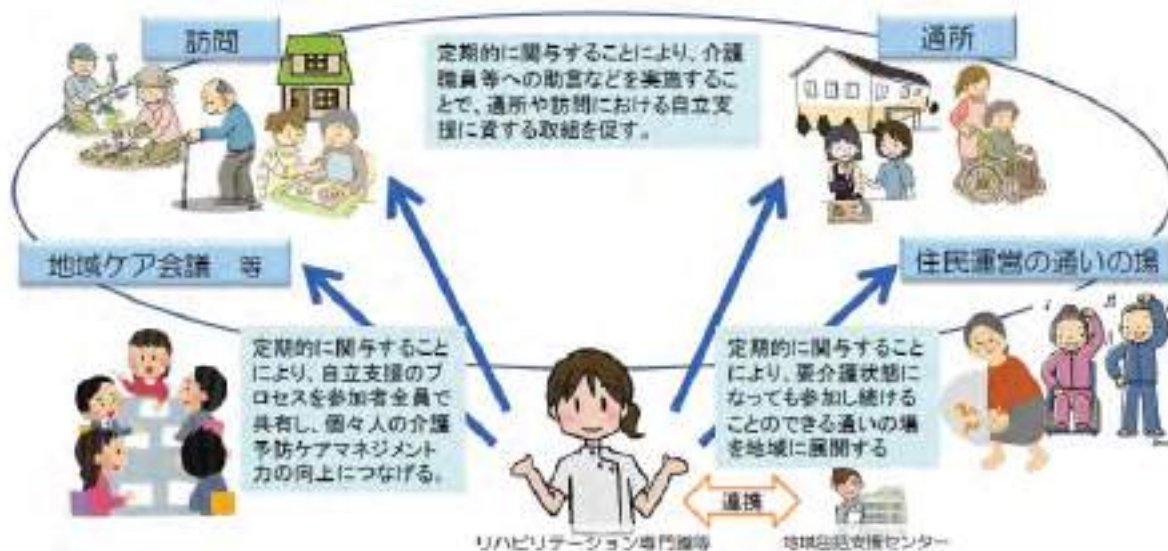 訪問
定期的に関与することにより、介護
職員等への助言などを実施するこ
とで、通所や訪問における自立支
援に資する取組を促す。
通所
地域ケア会議　等
住民運営の通いの場
定期的に関与すること
により、自立支援のプ
ロセスを参加者全員で
共有し、個々人の介護
予防ケアマネジメント
力の向上につなげる。
定期的に関与すること
により、要介護状態に
なっても参加し続ける
ことのできる通いの場
を地域に展開する
連携
リハビリテーション専門職等
地域包括支援センター